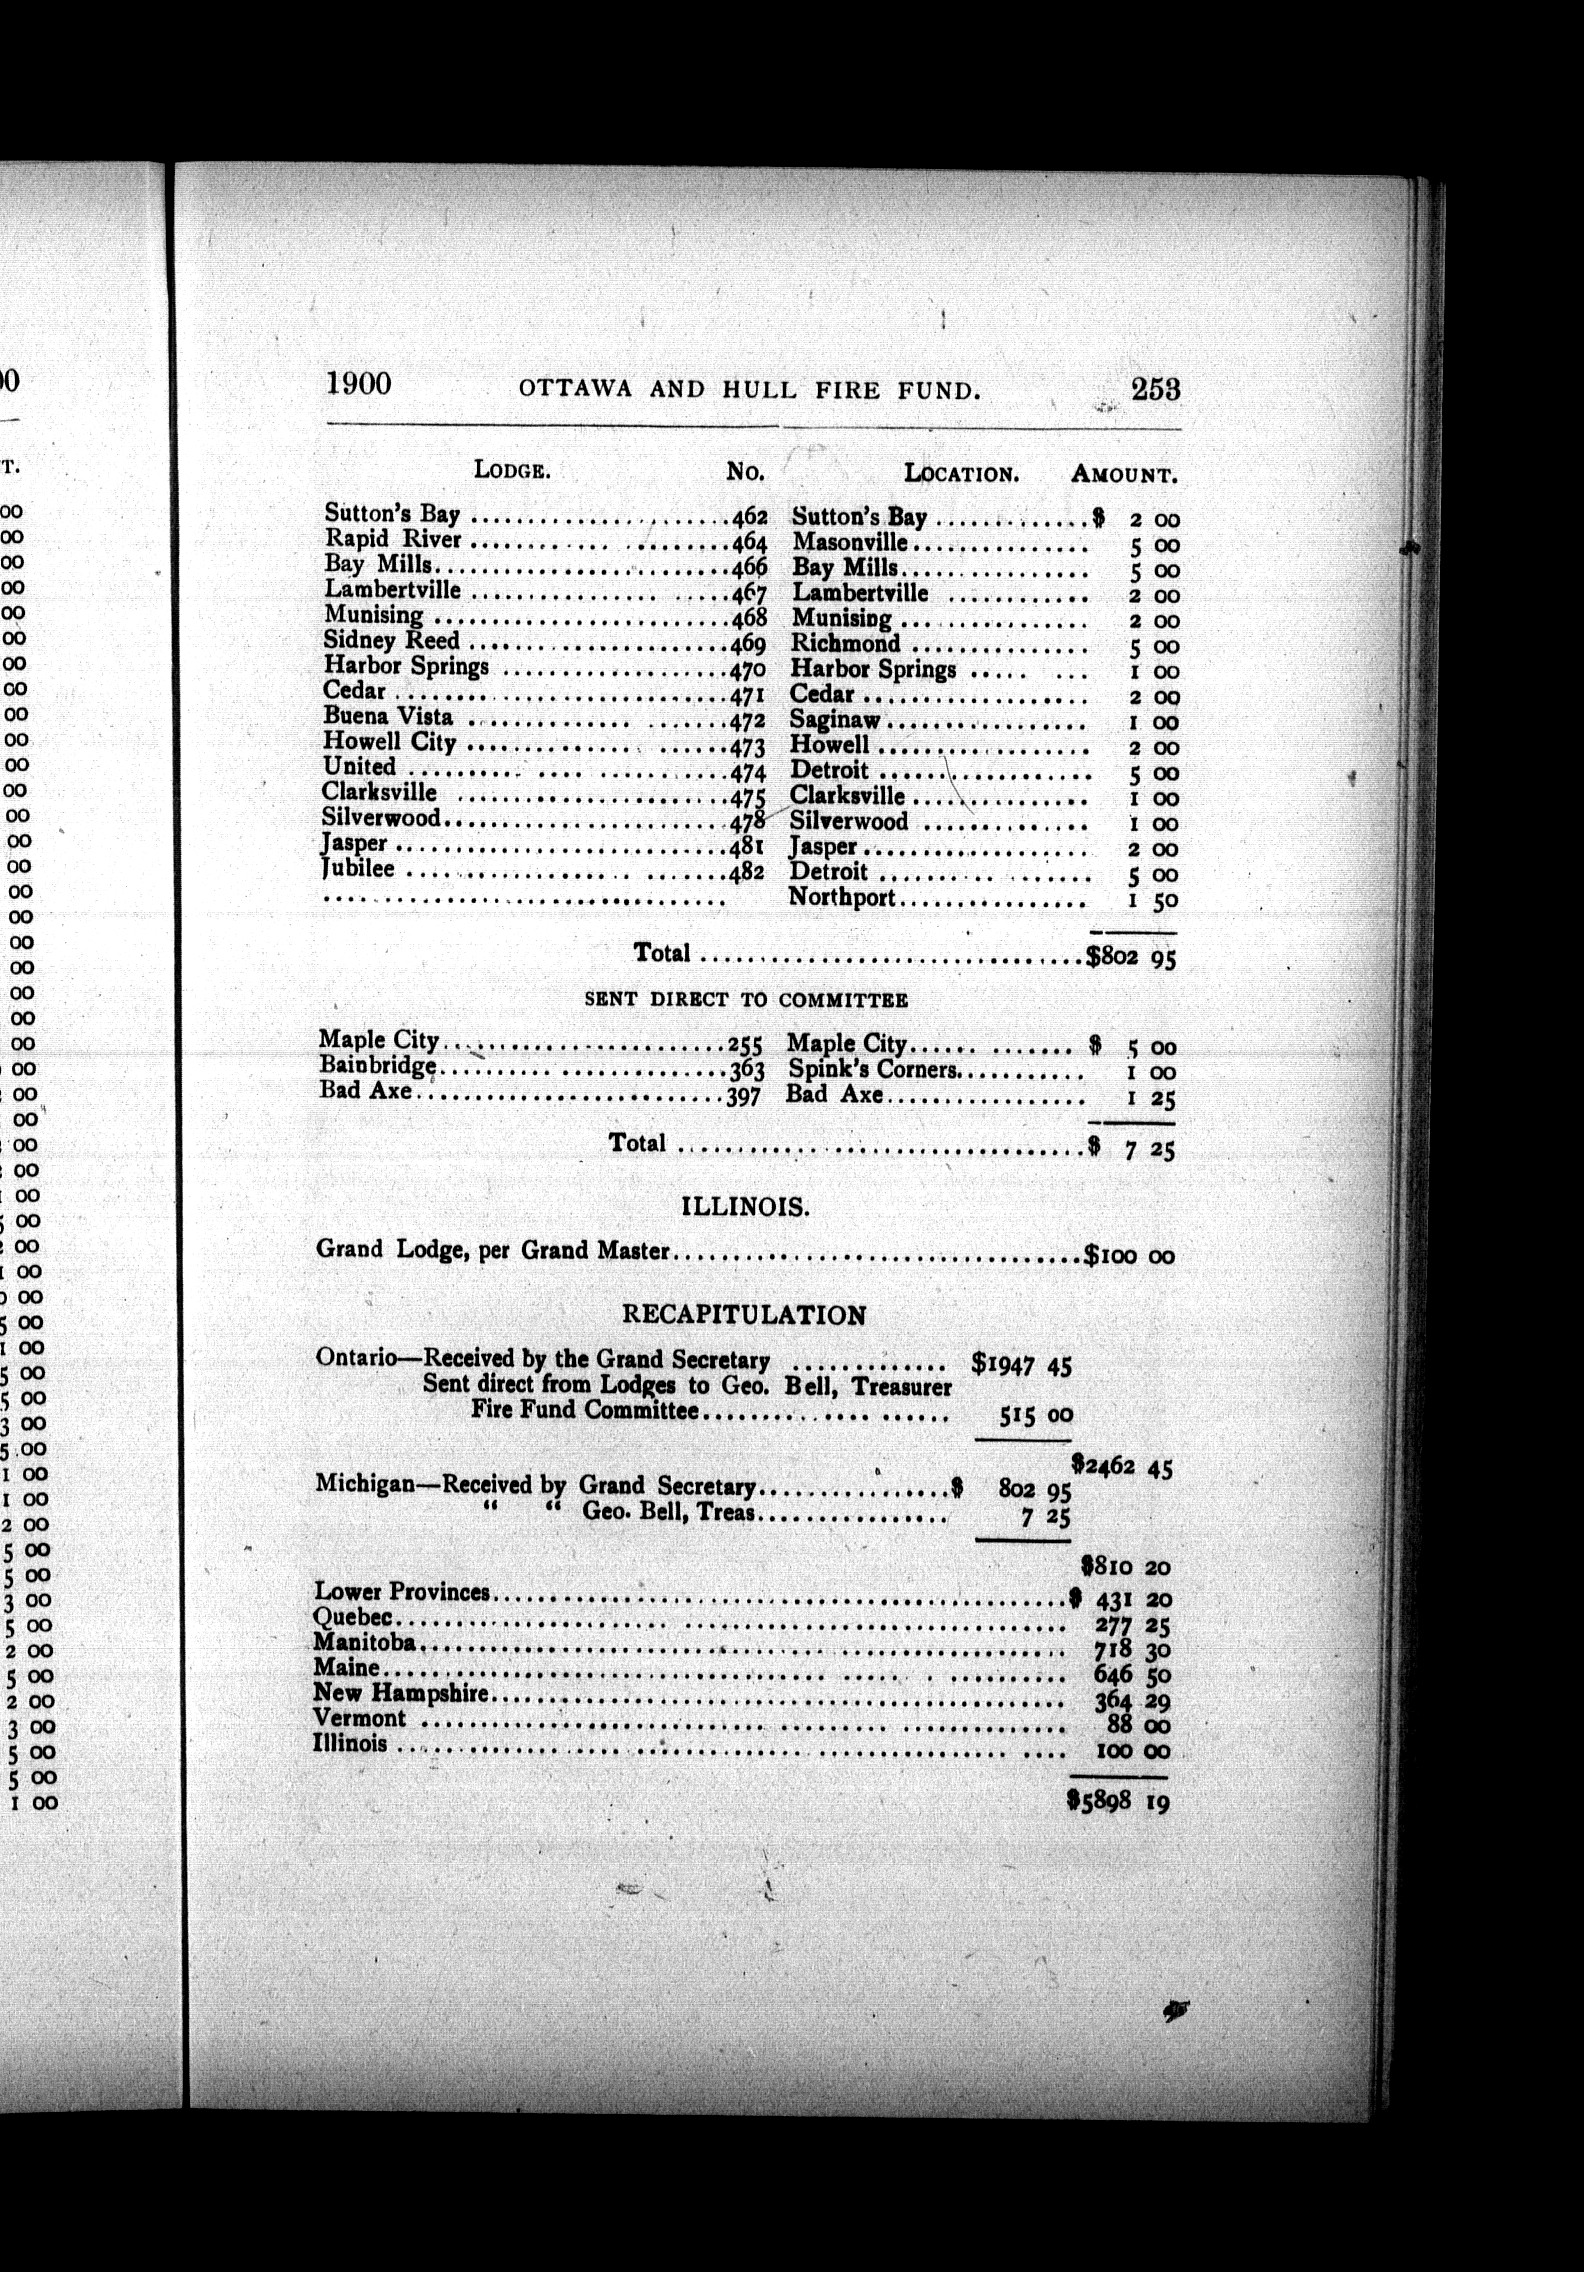 1900 OTTAWA AND HULL FIRE FUND. 253
LODGE. NO. LOCATION. AMOUNT.
Sutton's Bay ........................462 Sutton's Bay ..............$ 2 00
Rapid River ........................464 Masonville................ 5 00
Bay Mills...........................466 Bay Mills................. 5 00
Lambertville .......................467 Lambertville ............. 2 00
Munising ...........................468 Munising ................. 2 00
Sidney Reed ........................469 Richmond ................ 5 00
Harbor Springs .....................470 Harbor Springs ..... ... 1 00
Cedar ..............................471 Cedar .................... 2 00
Buena Vista ........................472 Saginaw.................. 1 00
Howell City ........................473 Howell ................... 2 00
United .............................474 Detroit ................... 5 00
Clarksville ........................475 Clarksville ................ 1 00
Silverwood..........................478 Silverwood ............... 1 00
Jasper .............................481 Jasper.................... 2 00
Jubilee ............................482 Detroit ................... 5 00
.................................... Northport................. 1 50
Total ..................................$802 95
SENT DIRECT TO COMMITTEE
Maple City..........................255 Maple City...... ....... $ 5 00
Bainbridge..........................363 Spink's Corners........... 1 00
Bad Axe.............................397 Bad Axe.................. 1 25
Total ....................................$ 7 25
ILLINOIS.
Grand Lodge, per Grand Master....................................$100 00
RECAPITULATION
Ontario—Received by the Grand Secretary ............. $1947 45
Sent direct from Lodges to Geo. Bell, Treasurer
Fire Fund Committee...................... 515 00
$2462 45
Michigan—Received by Grand Secretary.................$ 802 95
“ “ Geo. Bell, Treas................. 7 25
$810 20
Lower Provinces..................................................$ 431 20
Quebec........................................................... 277 25
Manitoba......................................................... 718 30
Maine............................................................ 646 50
New Hampshire.................................................... 364 29
Vermont ......................................................... 88 00
Illinois ........................................................ 100 00
$5898 19